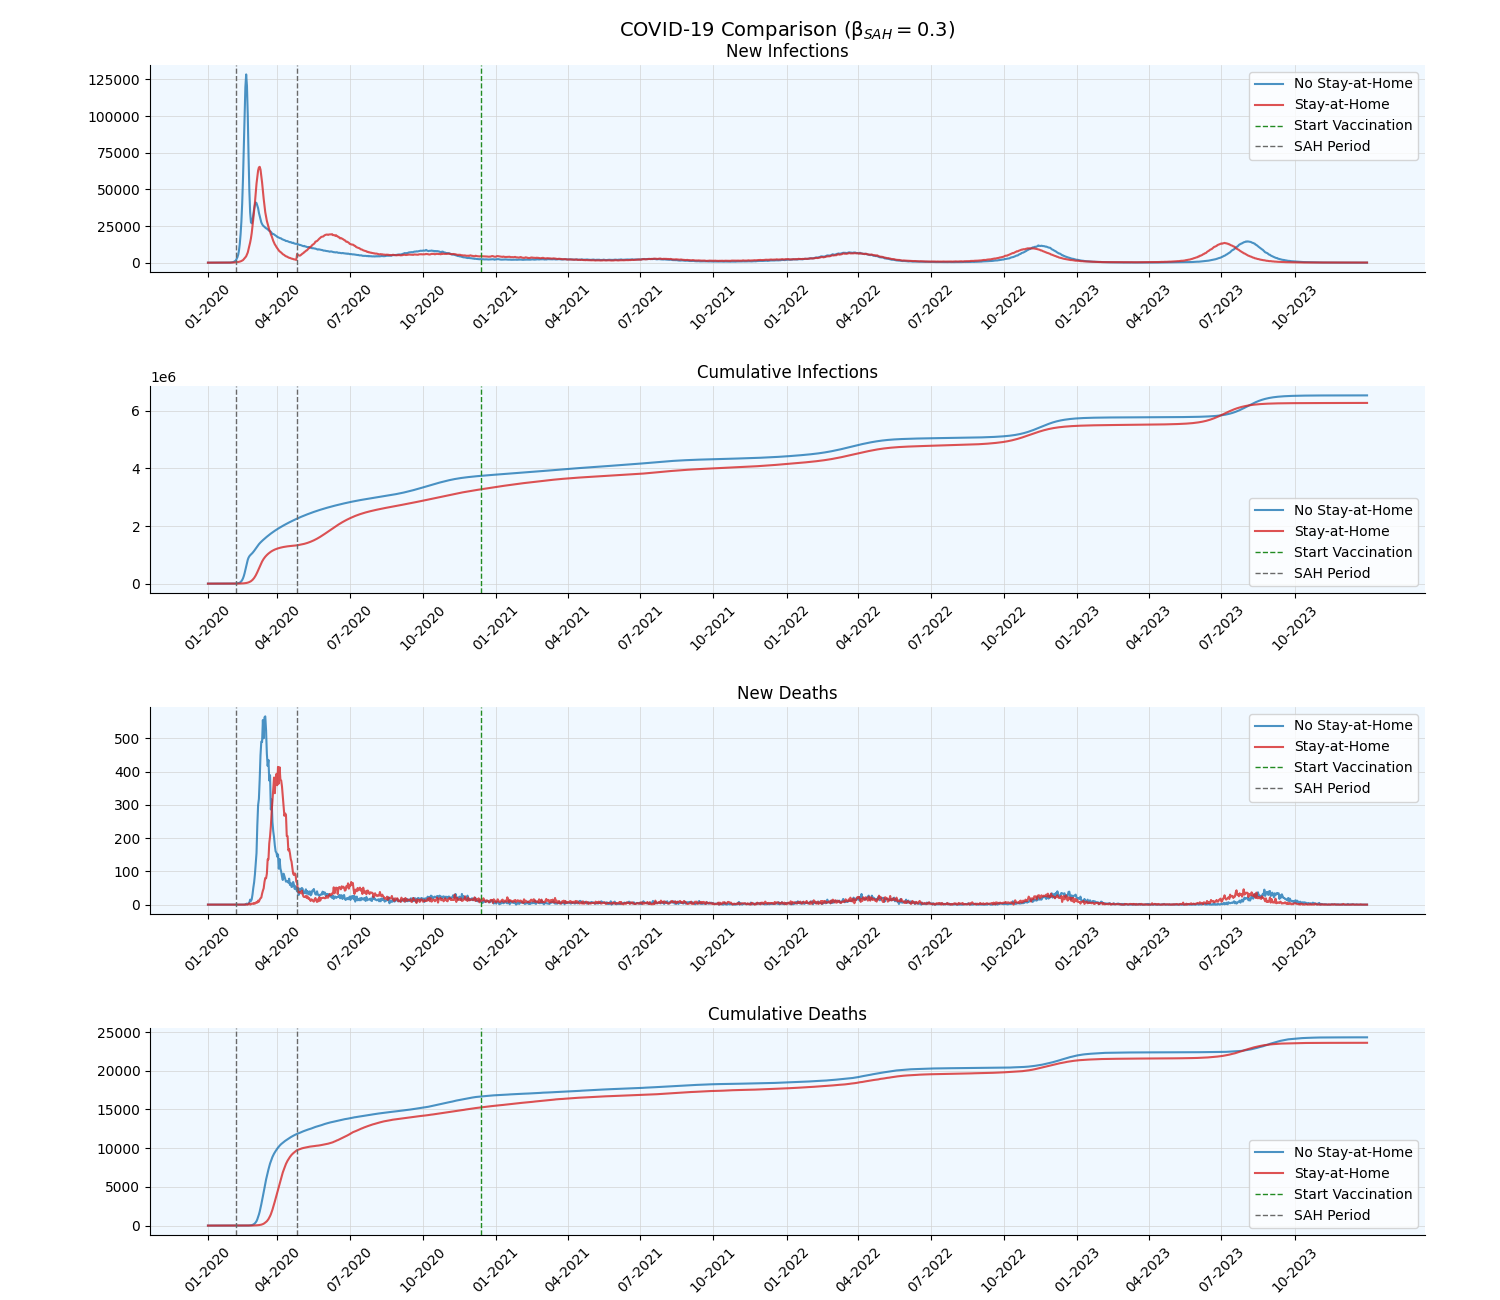 COVID-19 Comparison (β_SAH = 0.3)
New Infections
125000
100000
75000
50000
25000
0
No Stay-at-Home
Stay-at-Home
Start Vaccination
SAH Period
01-2020 04-2020 07-2020 10-2020 01-2021 04-2021 07-2021 10-2021 01-2022 04-2022 07-2022 10-2022 01-2023 04-2023 07-2023 10-2023
Cumulative Infections
1e6
6
4
2
0
No Stay-at-Home
Stay-at-Home
Start Vaccination
SAH Period
01-2020 04-2020 07-2020 10-2020 01-2021 04-2021 07-2021 10-2021 01-2022 04-2022 07-2022 10-2022 01-2023 04-2023 07-2023 10-2023
New Deaths
500
400
300
200
100
0
No Stay-at-Home
Stay-at-Home
Start Vaccination
SAH Period
01-2020 04-2020 07-2020 10-2020 01-2021 04-2021 07-2021 10-2021 01-2022 04-2022 07-2022 10-2022 01-2023 04-2023 07-2023 10-2023
Cumulative Deaths
25000
20000
15000
10000
5000
0
No Stay-at-Home
Stay-at-Home
Start Vaccination
SAH Period
01-2020 04-2020 07-2020 10-2020 01-2021 04-2021 07-2021 10-2021 01-2022 04-2022 07-2022 10-2022 01-2023 04-2023 07-2023 10-2023